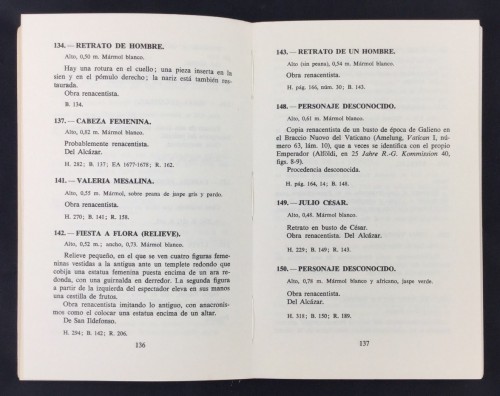 134. — RETRATO DE HOMBRE.
Alto, 0,50 m. Mármol blanco.
Hay una rotura en el cuello; una pieza inserta en la
sien y en el pómulo derecho; la nariz está también res-
taurada.
Obra renacentista.
B. 134.
137. — CABEZA FEMENINA.
Alto, 0,82 m. Mármol blanco.
Probablemente renacentista.
Del Alcázar.
H. 282; B. 137; EA 1677-1678; R. 162.
141. — VALERIA MESALINA.
Alto, 0,55 m. Mármol, sobre peana de jaspe gris y pardo.
Obra renacentista.
H. 270; B. 141; R. 158.
142. — FIESTA A FLORA (RELIEVE).
Alto, 0,52 m.; ancho, 0,73. Mármol blanco.
Relieve pequeño, en el que se ven cuatro figuras feme-
ninas vestidas a la antigua ante un templete redondo que
cobija una estatua femenina puesta encima de un ara re-
donda, con una guirnalda en derredor. La segunda figura
a partir de la izquierda del espectador eleva en sus manos
una cestilla de frutos.
Obra renacentista imitando lo antiguo, con anacronis-
mos como el colocar una estatua encima de un altar.
De San Ildefonso.
H. 294; B. 142; R. 206.
136
143. — RETRATO DE UN HOMBRE.
Alto (sin peana), 0,54 m. Mármol blanco.
Obra renacentista.
H. pág. 166, núm. 30; B. 143.
148. — PERSONAJE DESCONOCIDO.
Alto, 0,61 m. Mármol blanco.
Copia renacentista de un busto de época de Galieno en
el Braccio Nuovo del Vaticano (Amelung, Vatican I,
número 63, lám. 10), que a veces se identifica con el propio
Emperador (Alföldi, en 25 Jahre R.-G. Kommission 40,
figs. 8-9).
Procedencia desconocida.
H. pág. 164, 14; B. 148.
149. — JULIO CESAR.
Alto, 0,48. Mármol blanco.
Retrato en busto de César.
Obra renacentista. Del Alcázar.
H. 229; B. 149; R. 143.
150. — PERSONAJE DESCONOCIDO.
Alto, 0,78 m. Mármol blanco y africano, jaspe verde.
Obra renacentista.
Del Alcázar.
H. 318; B. 150; R. 189.
137